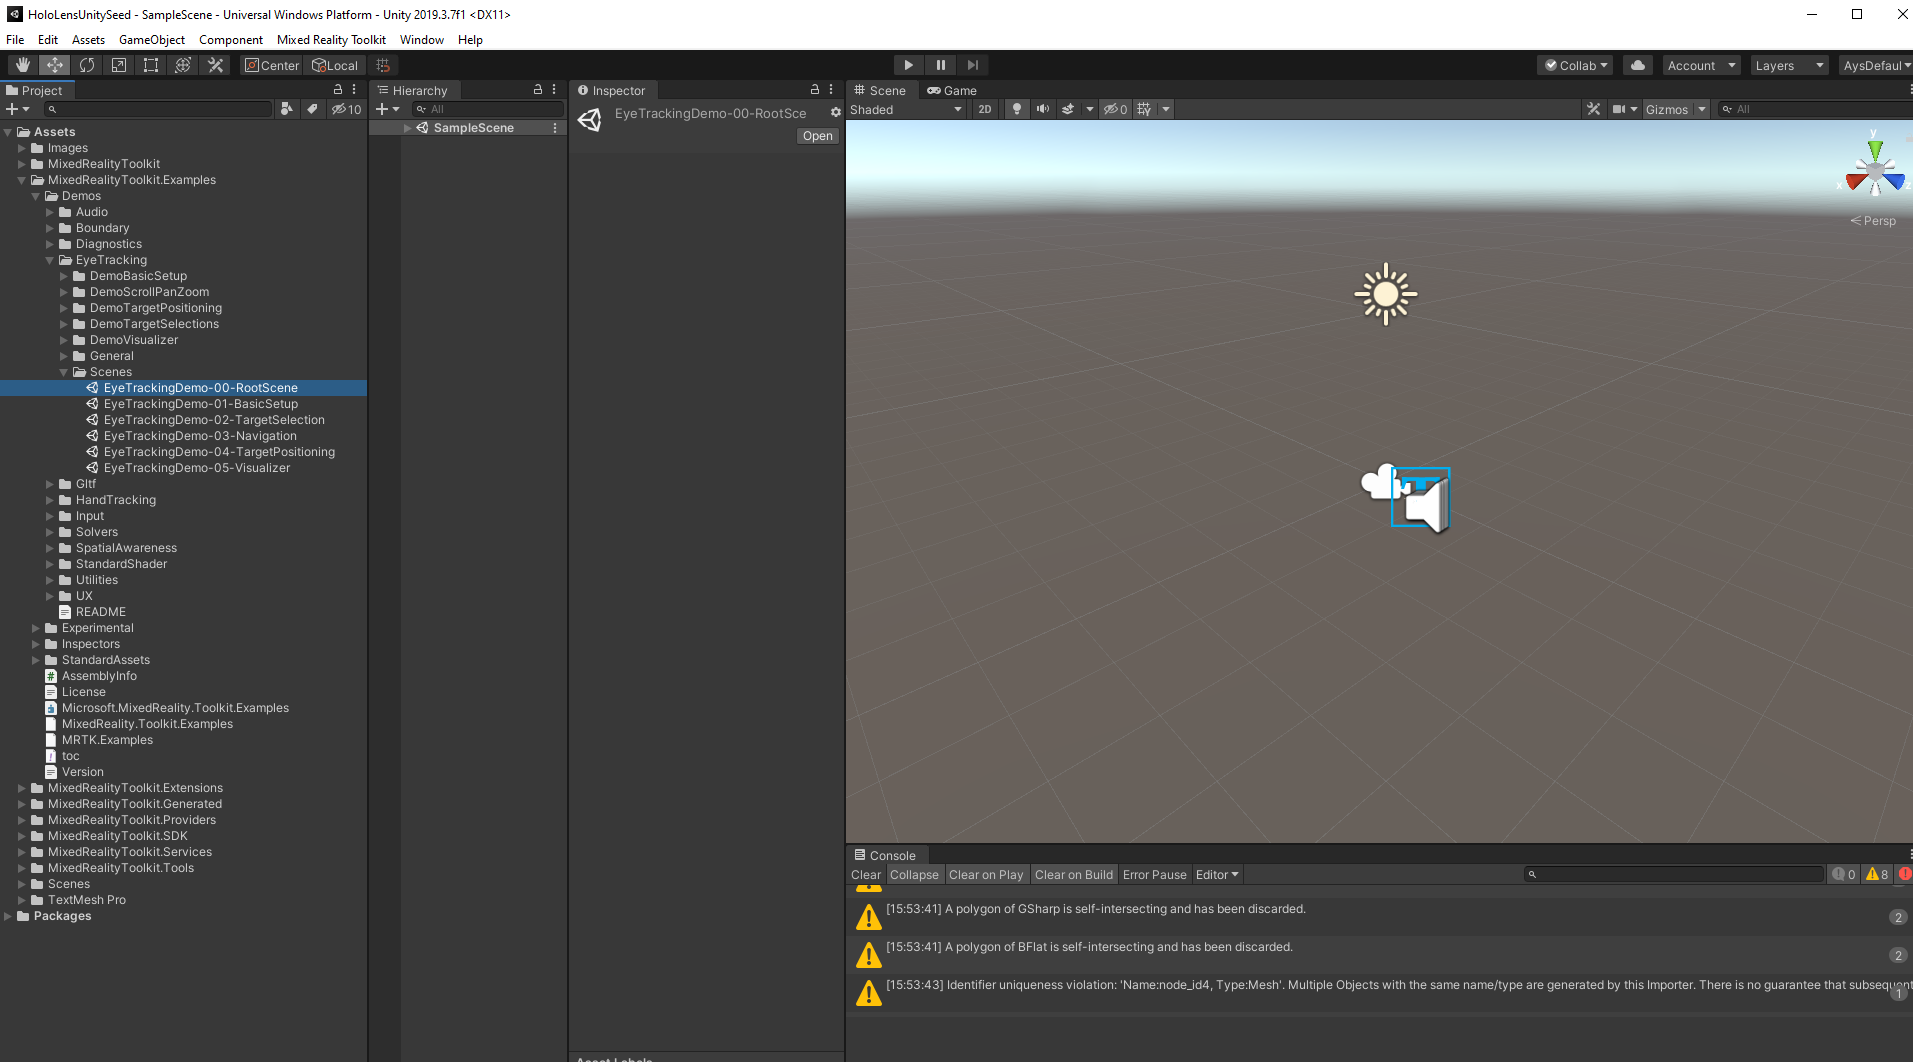 HoloLensUnitySeed - SampleScene - Universal Windows Platform - Unity 2019.3.7f1 <DX11>
File Edit Assets GameObject Component Mixed Reality Toolkit Window Help
Center Local Collab Account Layers AysDefaul
Project
10
Assets
Images
MixedRealityToolkit
MixedRealityToolkit.Examples
Demos
Audio
Boundary
Diagnostics
EyeTracking
DemoBasicSetup
DemoScrollPanZoom
DemoTargetPositioning
DemoTargetSelections
DemoVisualizer
General
Scenes
EyeTrackingDemo-00-RootScene
EyeTrackingDemo-01-BasicSetup
EyeTrackingDemo-02-TargetSelection
EyeTrackingDemo-03-Navigation
EyeTrackingDemo-04-TargetPositioning
EyeTrackingDemo-05-Visualizer
Gltf
HandTracking
Input
Solvers
SpatialAwareness
StandardShader
Utilities
UX
README
Experimental
Inspectors
StandardAssets
AssemblyInfo
License
Microsoft.MixedReality.Toolkit.Examples
MixedReality.Toolkit.Examples
MRTK.Examples
toc
Version
MixedRealityToolkit.Extensions
MixedRealityToolkit.Generated
MixedRealityToolkit.Providers
MixedRealityToolkit.SDK
MixedRealityToolkit.Services
MixedRealityToolkit.Tools
Scenes
TextMesh Pro
Packages
Hierarchy
All
SampleScene
Inspector
EyeTrackingDemo-00-RootSce
Open
Scene Game
Shaded 2D 0 Gizmos All
y
x z
Persp
Console
Clear Collapse Clear on Play Clear on Build Error Pause Editor 0 8
[15:53:41] A polygon of GSharp is self-intersecting and has been discarded.
2
[15:53:41] A polygon of BFlat is self-intersecting and has been discarded.
2
[15:53:43] Identifier uniqueness violation: 'Name:node_id4, Type:Mesh'. Multiple Objects with the same name/type are generated by this Importer. There is no guarantee that subsequent
1